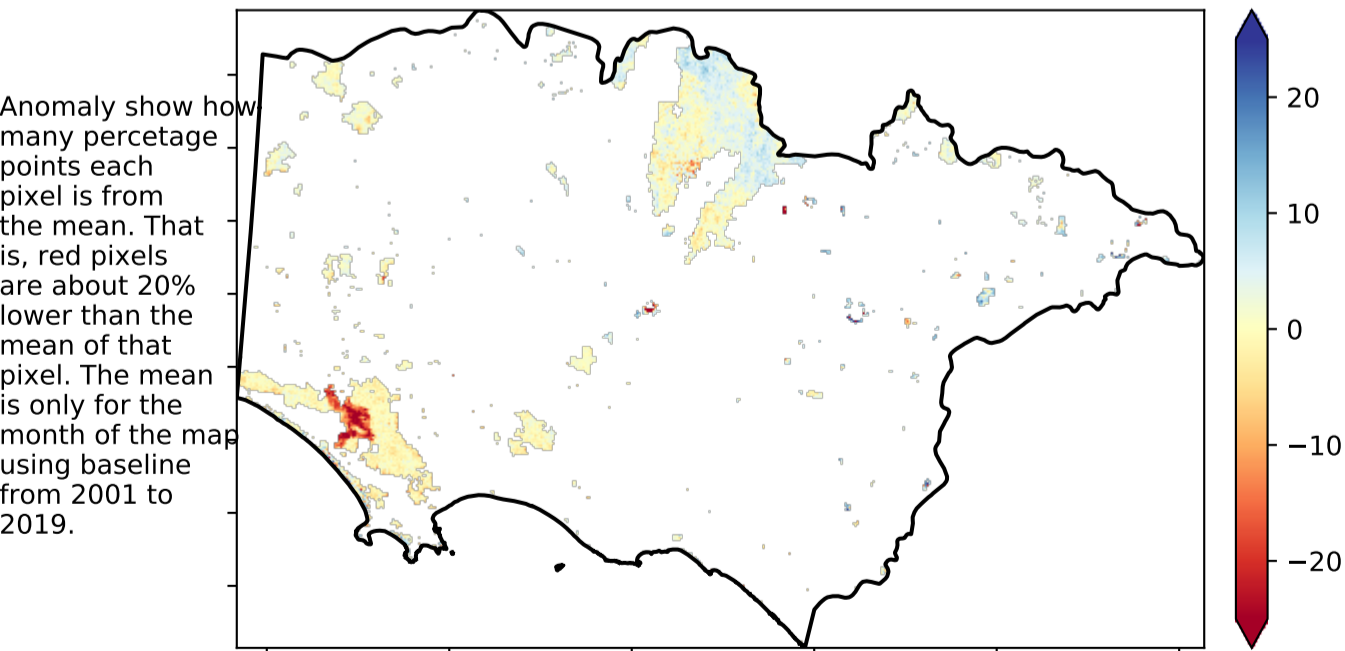 Anomaly show how
many percetage
points each
pixel is from
the mean. That
is, red pixels
are about 20%
lower than the
mean of that
pixel. The mean
is only for the
month of the map
using baseline
from 2001 to
2019.
20
10
0
−10
−20